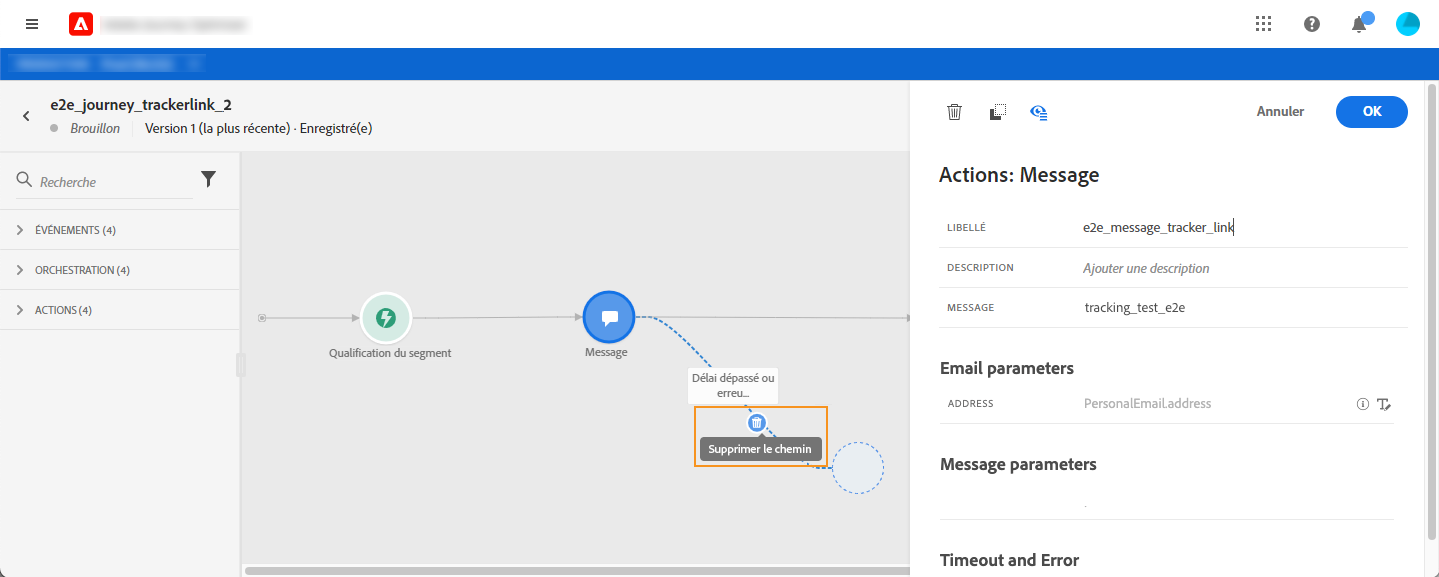 e2e_journey_trackerlink_2
Brouillon Version 1 (la plus récente) · Enregistré(e)
Annuler OK
Recherche
ÉVÉNEMENTS (4)
ORCHESTRATION (4)
ACTIONS (4)
Qualification du segment
Message
Délai dépassé ou
erreu...
Supprimer le chemin
Actions: Message
LIBELLÉ e2e_message_tracker_link
DESCRIPTION Ajouter une description
MESSAGE tracking_test_e2e
Email parameters
ADDRESS PersonalEmail.address
Message parameters
Timeout and Error